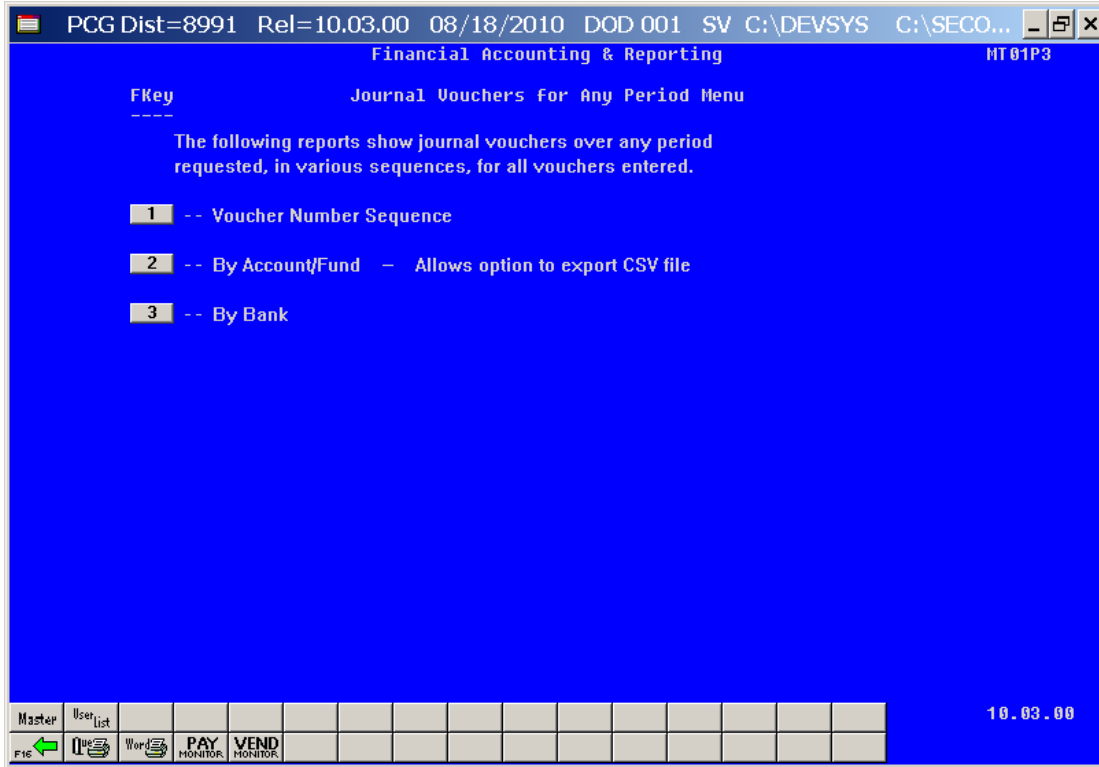 PCG Dist=8991 Rel=10.03.00 08/18/2010 DOD 001 SV C:\DEVSYS C:\SECO...
Financial Accounting & Reporting MT01P3
FKey Journal Vouchers for Any Period Menu
----
The following reports show journal vouchers over any period
requested, in various sequences, for all vouchers entered.
1 -- Voucher Number Sequence
2 -- By Account/Fund – Allows option to export CSV file
3 -- By Bank
Master User List 10.03.00
F16 Que Word PAY MONITOR VEND MONITOR